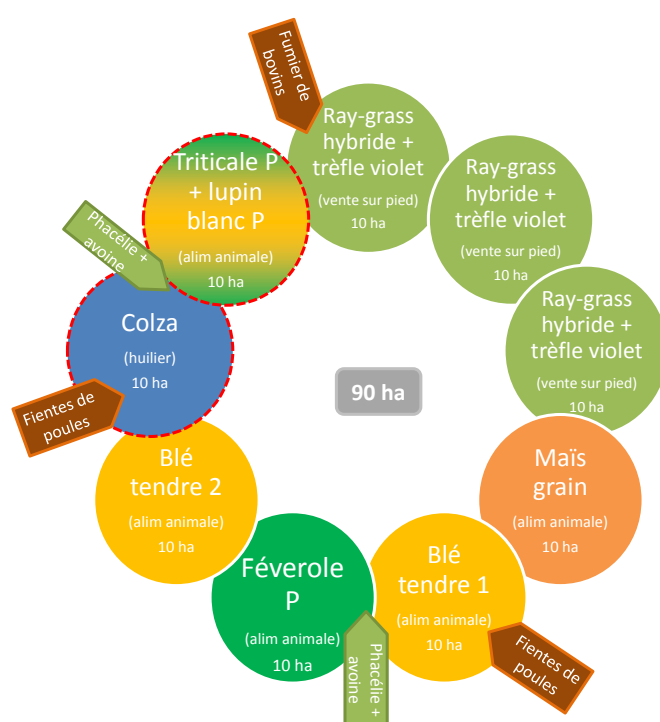 Fumier de
bovins
Ray-grass
hybride +
trèfle violet
(vente sur pied)
10 ha
Ray-grass
hybride +
trèfle violet
(vente sur pied)
10 ha
Ray-grass
hybride +
trèfle violet
(vente sur pied)
10 ha
Maïs
grain
(alim animale)
10 ha
Fientes de
poules
Blé
tendre 1
(alim animale)
10 ha
Phacélie +
avoine
Féverole
P
(alim animale)
10 ha
Blé
tendre 2
(alim animale)
10 ha
Fientes de
poules
Colza
(huilier)
10 ha
Phacélie +
avoine
Triticale P
+ lupin
blanc P
(alim animale)
10 ha
90 ha